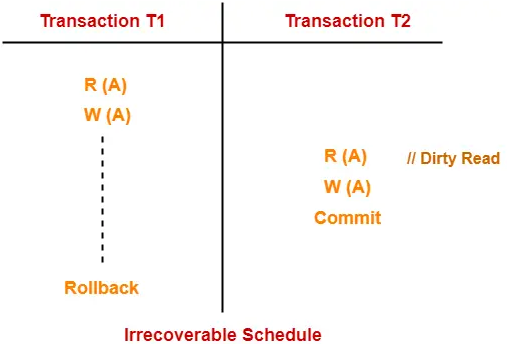 Transaction T1 Transaction T2
R (A)
W (A)
R (A) // Dirty Read
W (A)
Commit
Rollback
Irrecoverable Schedule